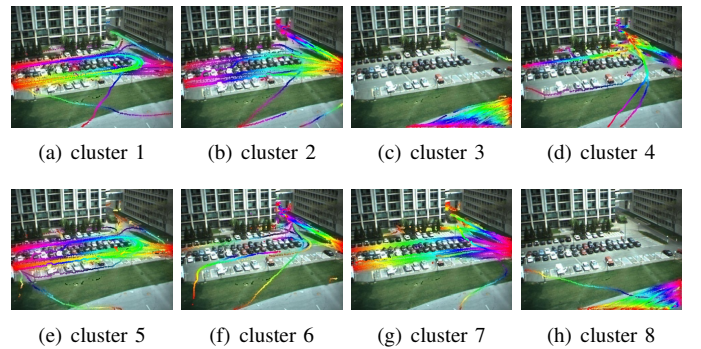 (a) cluster 1
(b) cluster 2
(c) cluster 3
(d) cluster 4
(e) cluster 5
(f) cluster 6
(g) cluster 7
(h) cluster 8